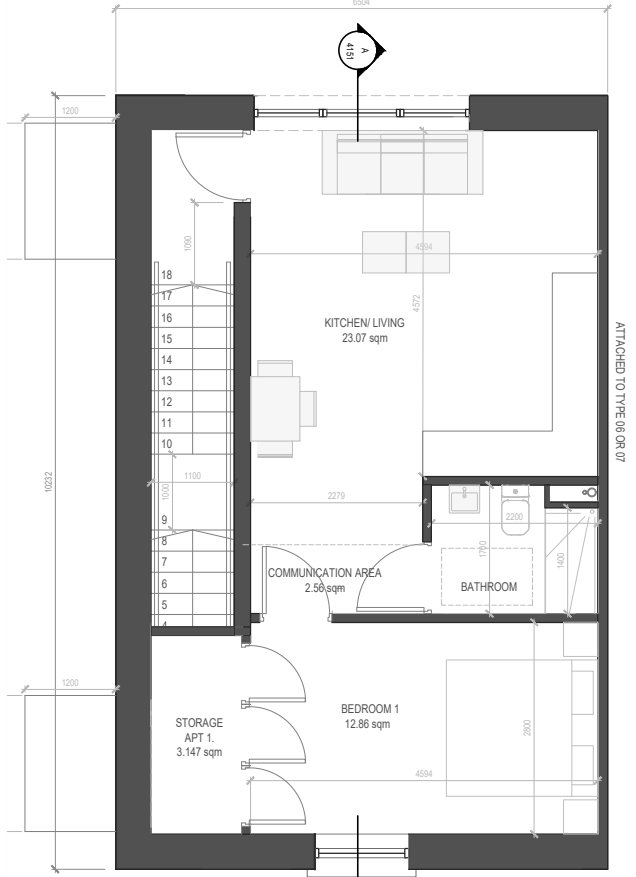 6504
A
4151
1200
1090
4594
4572
18
17
16
15
14
13
12
11
10
KITCHEN/ LIVING
23.07 sqm
ATTACHED TO TYPE 06 OR 07
10232
1100
1000
2279
2200
9
8
7
6
5
4
1700
1400
COMMUNICATION AREA
2.56 sqm
BATHROOM
1200
STORAGE
APT 1.
3.147 sqm
BEDROOM 1
12.86 sqm
2800
4594